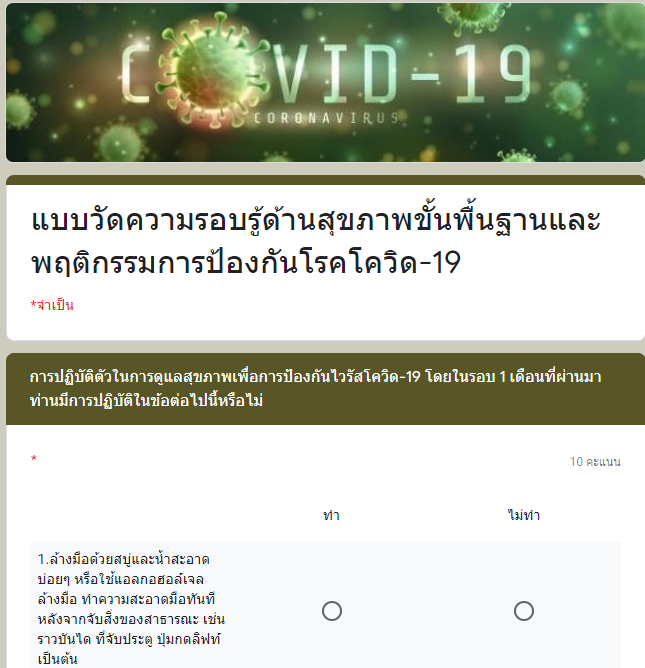 COVID-19
CORONAVIRUS
แบบวัดความรอบรู้ด้านสุขภาพขั้นพื้นฐานและ
พฤติกรรมการป้องกันโรคโควิด-19
*จำเป็น
การปฏิบัติตัวในการดูแลสุขภาพเพื่อการป้องกันไวรัสโควิด-19 โดยในรอบ 1 เดือนที่ผ่านมา
ท่านมีการปฏิบัติในข้อต่อไปนี้หรือไม่
*
10 คะแนน
ทำ
ไม่ทำ
1.ล้างมือด้วยสบู่และน้ำสะอาด
บ่อยๆ หรือใช้แอลกอฮอล์เจล
ล้างมือ ทำความสะอาดมือทันที
หลังจากจับสิ่งของสาธารณะ เช่น
ราวบันได ที่จับประตู ปุ่มกดลิฟท์
เป็นต้น